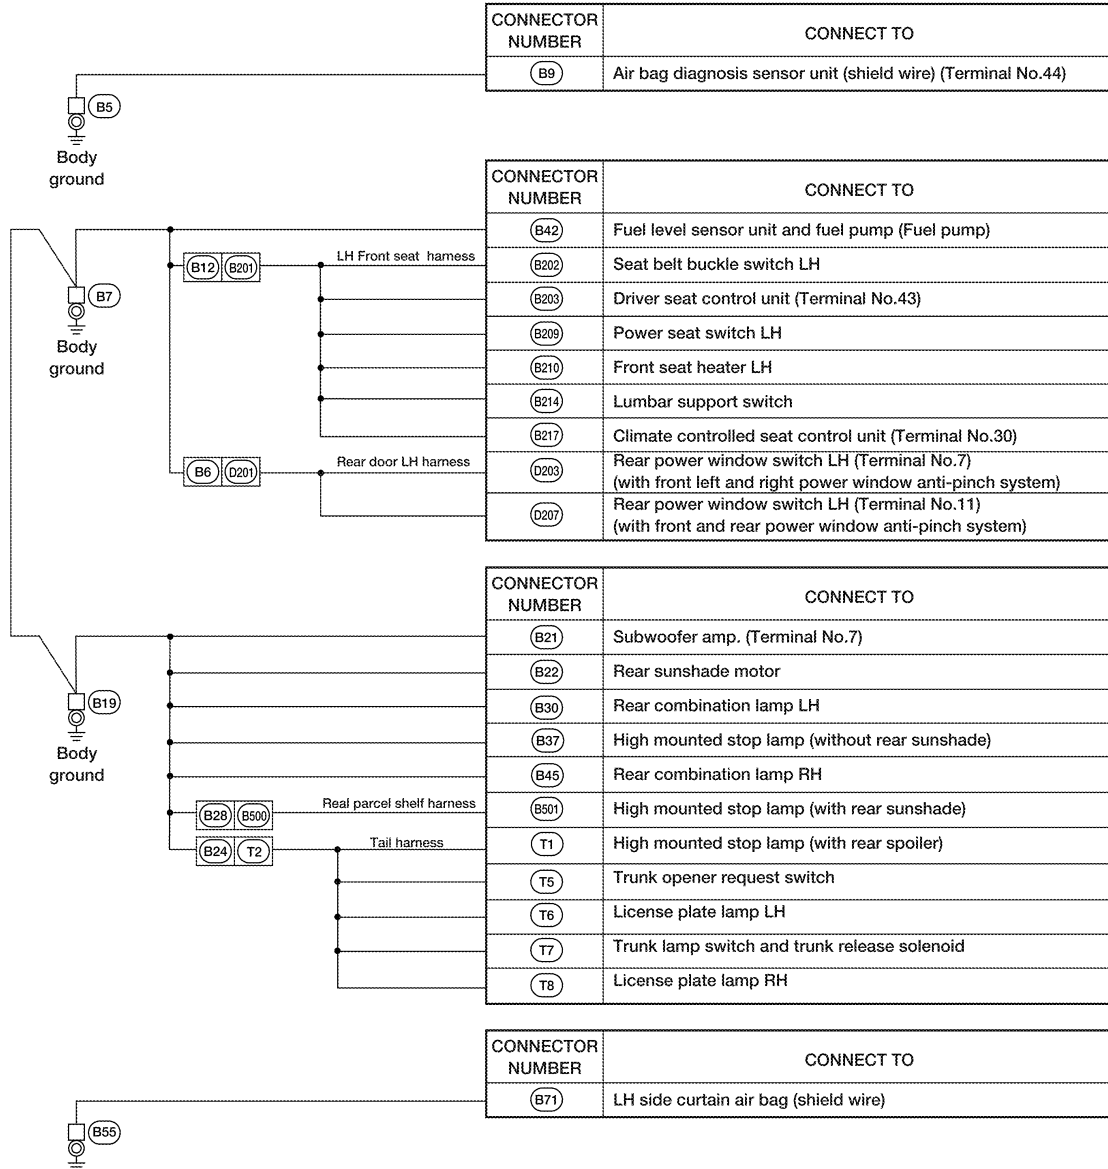 CONNECTOR NUMBER
CONNECT TO
B9
Air bag diagnosis sensor unit (shield wire) (Terminal No.44)
B5
Body
ground
CONNECTOR NUMBER
CONNECT TO
B42
Fuel level sensor unit and fuel pump (Fuel pump)
B12 B201
LH Front seat harness
B202
Seat belt buckle switch LH
B7
Body
ground
B203
Driver seat control unit (Terminal No.43)
B209
Power seat switch LH
B210
Front seat heater LH
B214
Lumbar support switch
B217
Climate controlled seat control unit (Terminal No.30)
B6 D201
Rear door LH harness
D203
Rear power window switch LH (Terminal No.7)
(with front left and right power window anti-pinch system)
D207
Rear power window switch LH (Terminal No.11)
(with front and rear power window anti-pinch system)
CONNECTOR NUMBER
CONNECT TO
B21
Subwoofer amp. (Terminal No.7)
B22
Rear sunshade motor
B19
Body
ground
B30
Rear combination lamp LH
B37
High mounted stop lamp (without rear sunshade)
B45
Rear combination lamp RH
B28 B500
Real parcel shelf harness
B501
High mounted stop lamp (with rear sunshade)
B24 T2
Tail harness
T1
High mounted stop lamp (with rear spoiler)
T5
Trunk opener request switch
T6
License plate lamp LH
T7
Trunk lamp switch and trunk release solenoid
T8
License plate lamp RH
CONNECTOR NUMBER
CONNECT TO
B71
LH side curtain air bag (shield wire)
B55